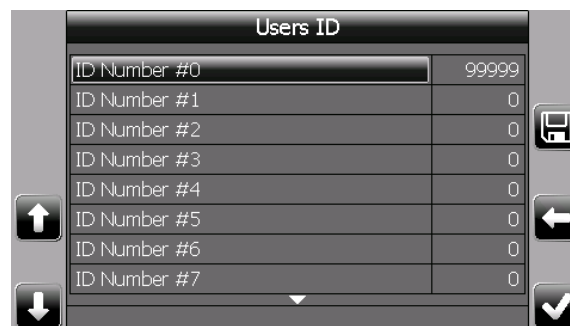 Users ID
ID Number #0 99999
ID Number #1 0
ID Number #2 0
ID Number #3 0
ID Number #4 0
ID Number #5 0
ID Number #6 0
ID Number #7 0